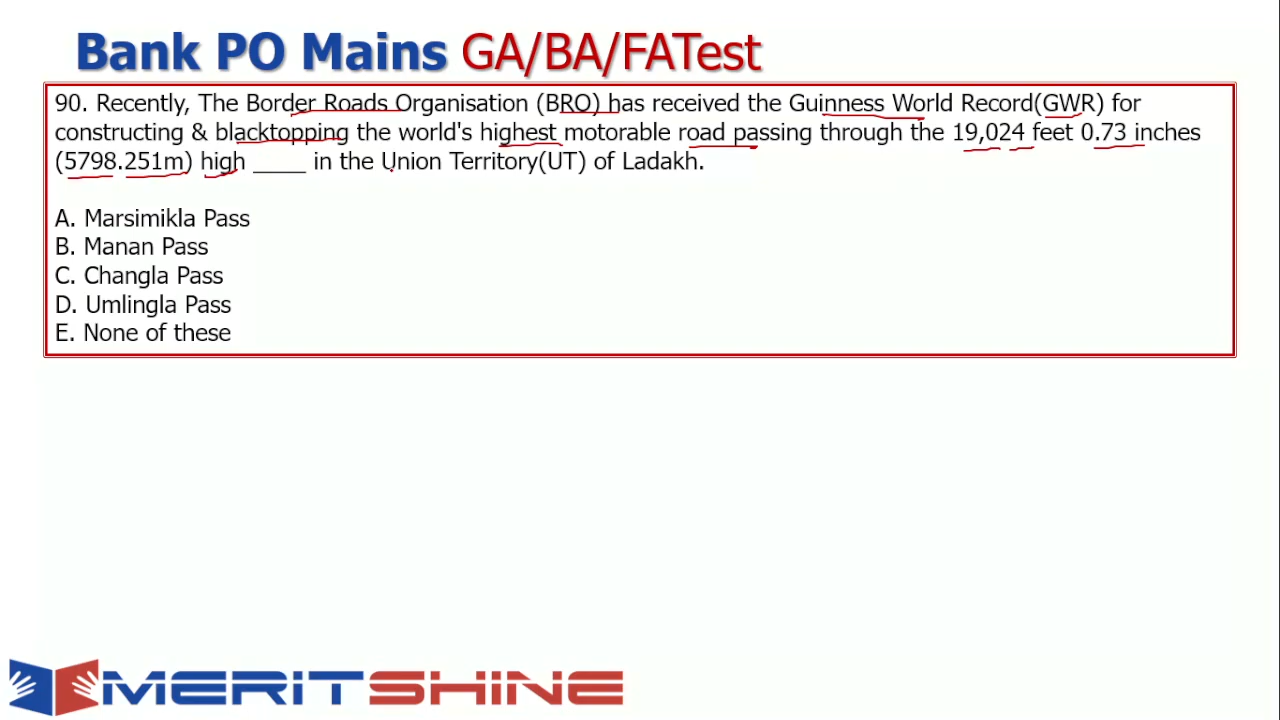 Bank PO Mains GA/BA/FATest
90. Recently, The Border Roads Organisation (BRO) has received the Guinness World Record(GWR) for
constructing & blacktopping the world's highest motorable road passing through the 19,024 feet 0.73 inches
(5798.251m) high ____ in the Union Territory(UT) of Ladakh.
A. Marsimikla Pass
B. Manan Pass
C. Changla Pass
D. Umlingla Pass
E. None of these
MERITSHINE